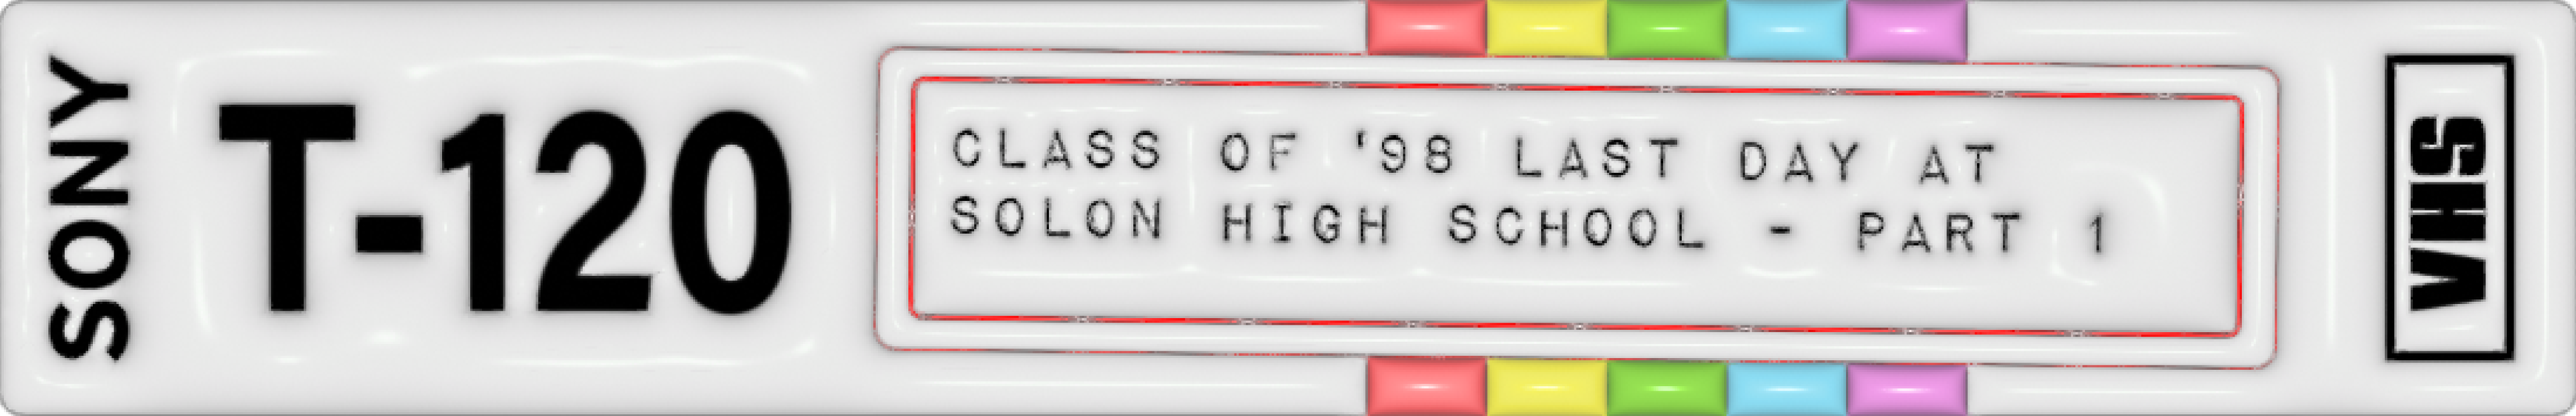 SONY
T-120
CLASS OF '98 LAST DAY AT
SOLON HIGH SCHOOL - PART 1
VHS